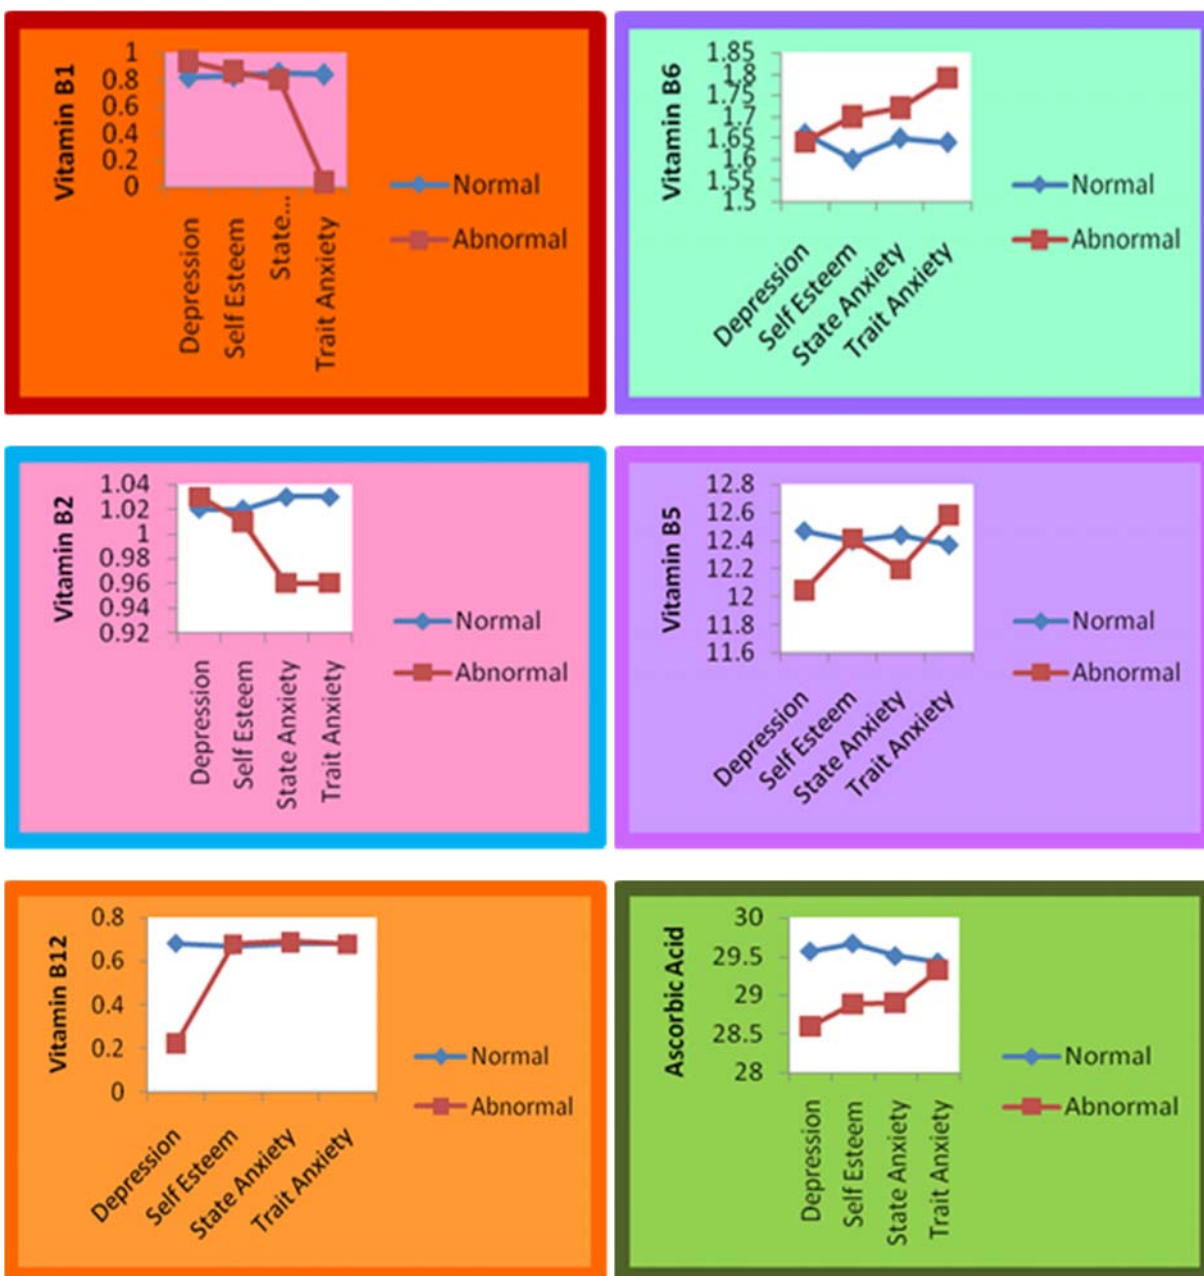 Vitamin B1
1
0.8
0.6
0.4
0.2
0
Depression
Self Esteem
State...
Trait Anxiety
Normal
Abnormal
Vitamin B6
1.85
1.8
1.75
1.7
1.65
1.6
1.55
1.5
Depression
Self Esteem
State Anxiety
Trait Anxiety
Normal
Abnormal
Vitamin B2
1.04
1.02
1
0.98
0.96
0.94
0.92
Depression
Self Esteem
State Anxiety
Trait Anxiety
Normal
Abnormal
Vitamin B5
12.8
12.6
12.4
12.2
12
11.8
11.6
Depression
Self Esteem
State Anxiety
Trait Anxiety
Normal
Abnormal
Vitamin B12
0.8
0.6
0.4
0.2
0
Depression
Self Esteem
State Anxiety
Trait Anxiety
Normal
Abnormal
Ascorbic Acid
30
29.5
29
28.5
28
Depression
Self Esteem
State Anxiety
Trait Anxiety
Normal
Abnormal